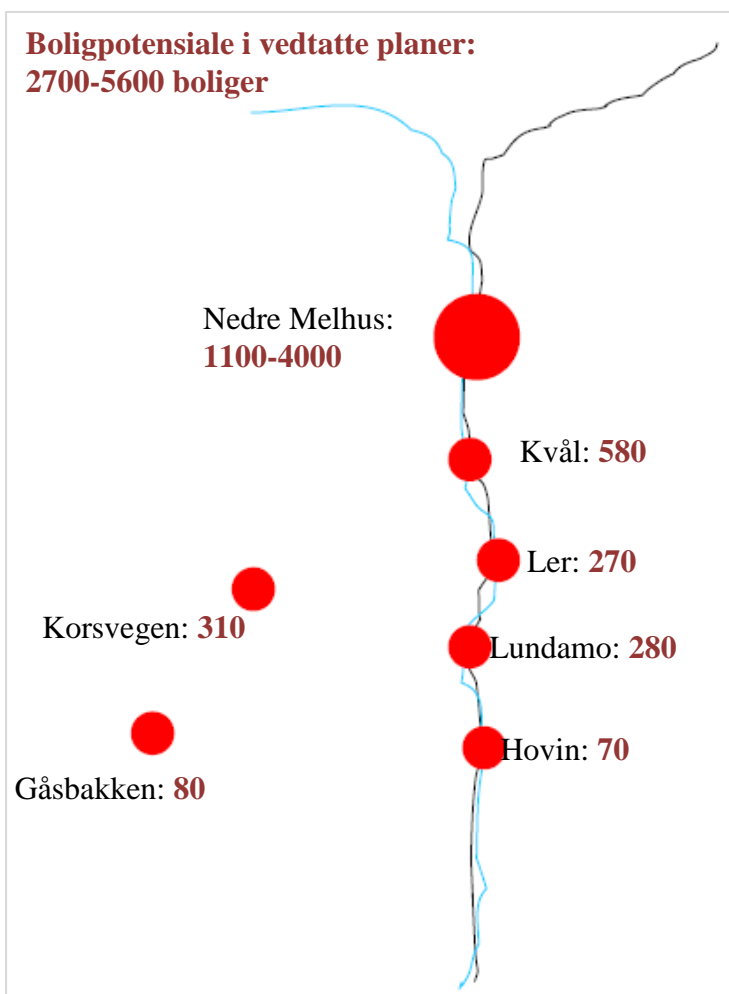 Boligpotensiale i vedtatte planer:
2700-5600 boliger
Nedre Melhus:
1100-4000
Kvål: 580
Ler: 270
Korsvegen: 310
Lundamo: 280
Hovin: 70
Gåsbakken: 80